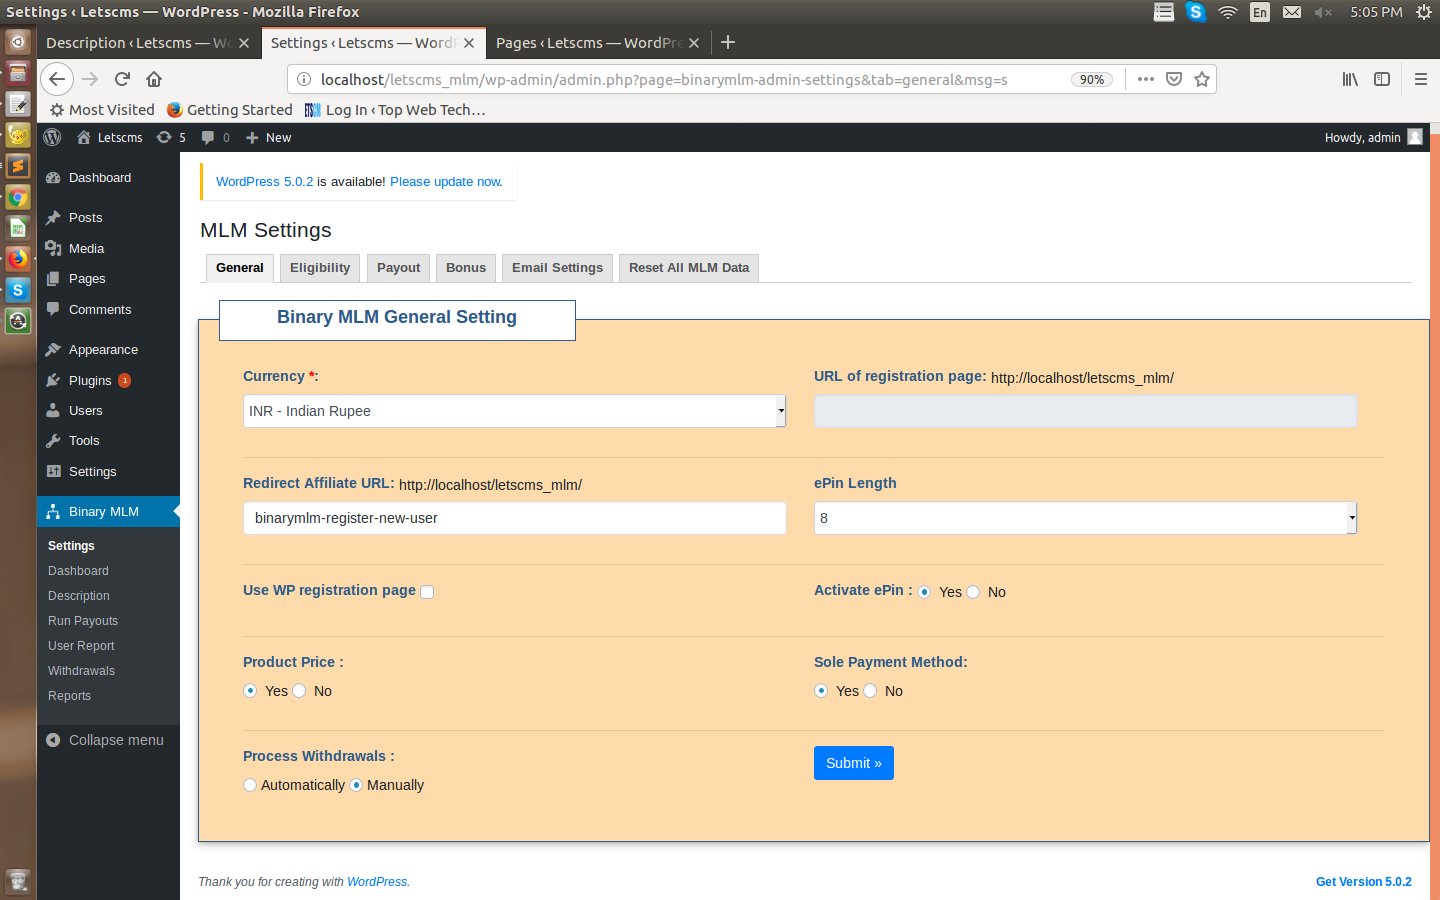 Settings ‹ Letscms — WordPress - Mozilla Firefox
En
5:05 PM
Description ‹ Letscms — Wo
Settings ‹ Letscms — WordP
Pages ‹ Letscms — WordPre
localhost/letscms_mlm/wp-admin/admin.php?page=binarymlm-admin-settings&tab=general&msg=s
90%
Most Visited
Getting Started
Log In ‹ Top Web Tech...
Letscms
5
0
New
Howdy, admin
Dashboard
Posts
Media
Pages
Comments
Appearance
Plugins 1
Users
Tools
Settings
Binary MLM
Settings
Dashboard
Description
Run Payouts
User Report
Withdrawals
Reports
Collapse menu
WordPress 5.0.2 is available! Please update now.
MLM Settings
General
Eligibility
Payout
Bonus
Email Settings
Reset All MLM Data
Binary MLM General Setting
Currency *:
INR - Indian Rupee
URL of registration page: http://localhost/letscms_mlm/
Redirect Affiliate URL: http://localhost/letscms_mlm/
binarymlm-register-new-user
ePin Length
8
Use WP registration page
Activate ePin : Yes No
Product Price :
Yes No
Sole Payment Method:
Yes No
Process Withdrawals :
Automatically Manually
Submit »
Thank you for creating with WordPress.
Get Version 5.0.2